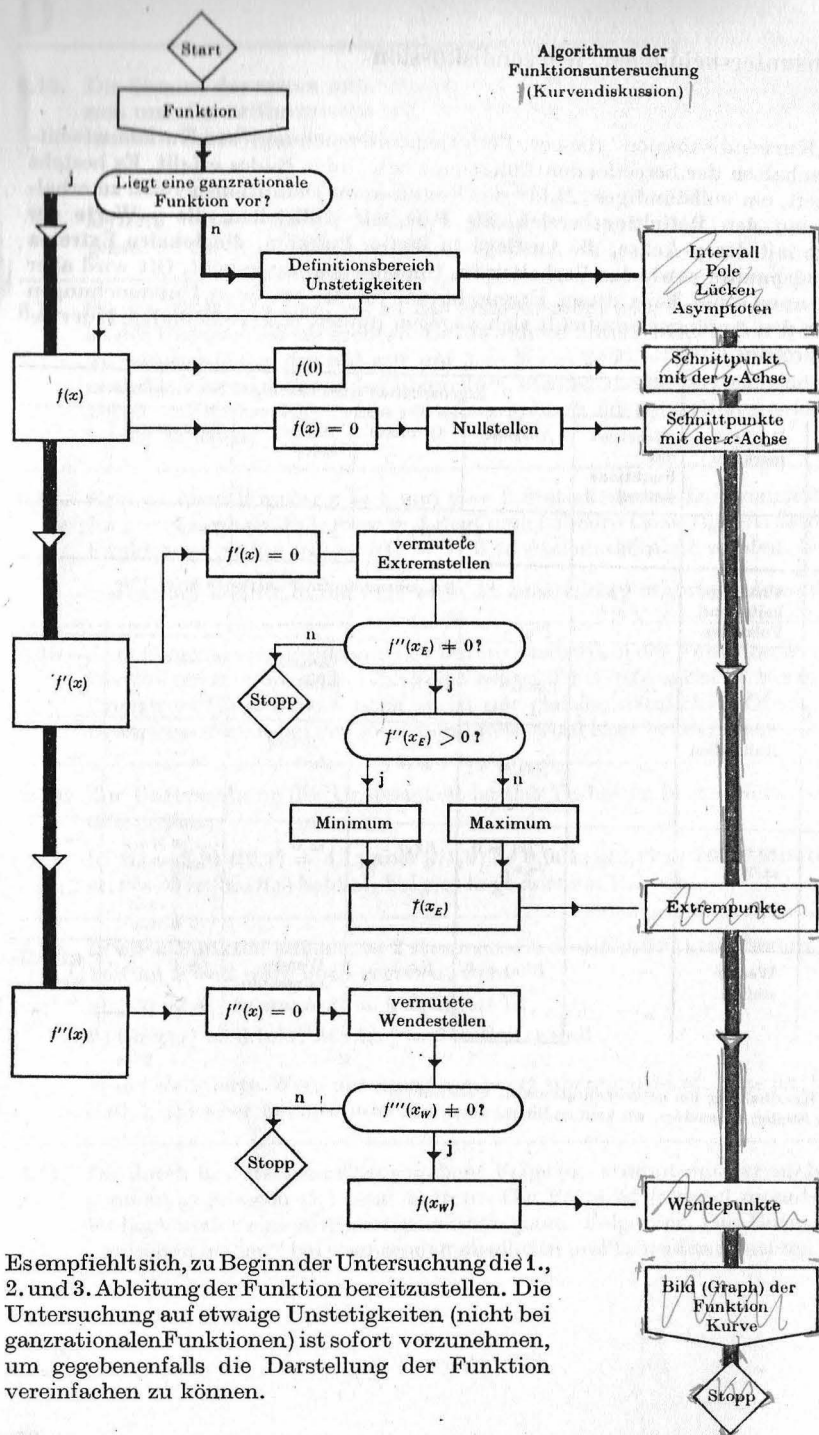 Start
Algorithmus der
Funktionsuntersuchung
(Kurvendiskussion)
Funktion
Liegt eine ganzrationale
Funktion vor?
j
n
Definitionsbereich
Unstetigkeiten
Intervall
Pole
Lücken
Asymptoten
f(x)
f(0)
Schnittpunkt
mit der y-Achse
f(x) = 0
Nullstellen
Schnittpunkte
mit der x-Achse
f'(x) = 0
vermutete
Extremstellen
f'(x)
n
f''(x_E) ≠ 0?
Stopp
j
f''(x_E) > 0?
j
n
Minimum
Maximum
f(x_E)
Extrempunkte
f''(x)
f''(x) = 0
vermutete
Wendestellen
n
f'''(x_W) ≠ 0?
Stopp
j
f(x_W)
Wendepunkte
Es empfiehlt sich, zu Beginn der Untersuchung die 1.,
2. und 3. Ableitung der Funktion bereitzustellen. Die
Untersuchung auf etwaige Unstetigkeiten (nicht bei
ganzrationalen Funktionen) ist sofort vorzunehmen,
um gegebenenfalls die Darstellung der Funktion
vereinfachen zu können.
Bild (Graph) der
Funktion
Kurve
Stopp